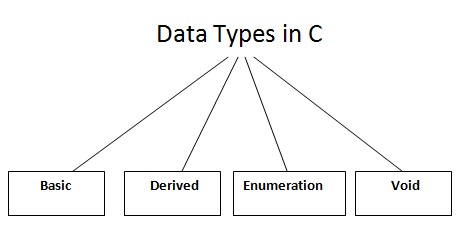 Data Types in C
Basic
Derived
Enumeration
Void